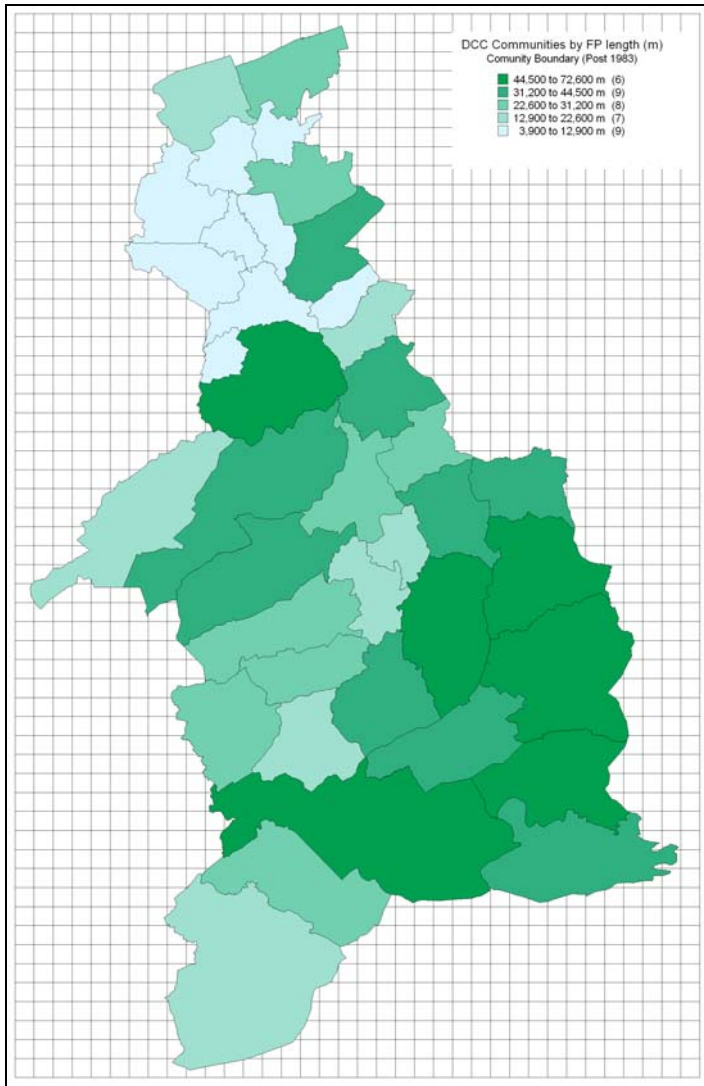 DCC Communities by FP length (m)
Comunity Boundary (Post 1983)
44,500 to 72,600 m (6)
31,200 to 44,500 m (9)
22,600 to 31,200 m (8)
12,900 to 22,600 m (7)
3,900 to 12,900 m (9)